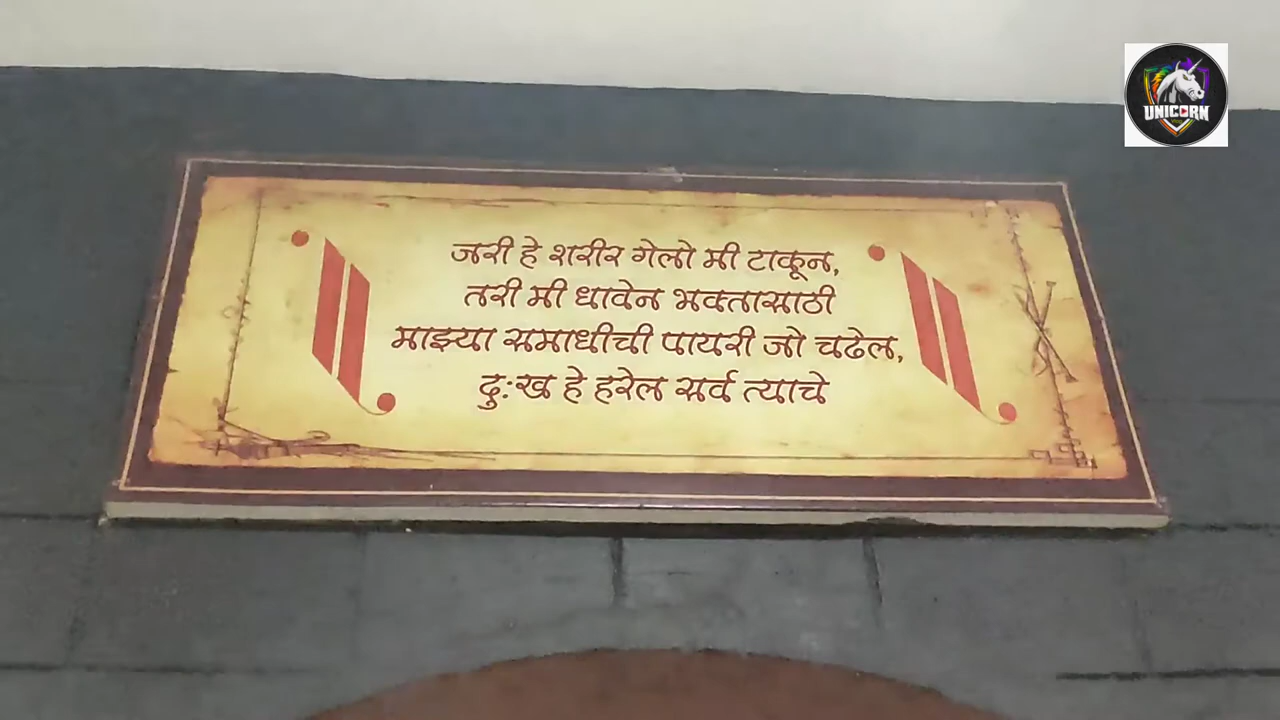 जरी हे शरीर गेलो मी टाकून,
तरी मी धावेन भक्तासाठी
माझ्या समाधीची पायरी जो चढेल,
दुःख हे हरेल सर्व त्याचे
UNICORN